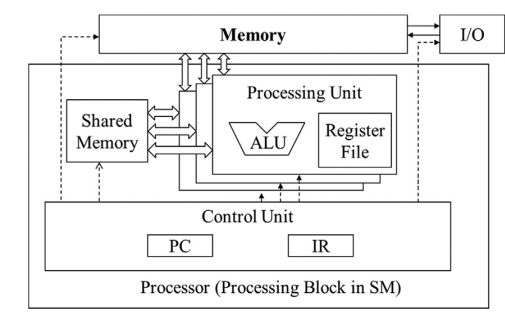 Memory
I/O
Processing Unit
Shared
Memory
ALU
Register
File
Control Unit
PC
IR
Processor (Processing Block in SM)